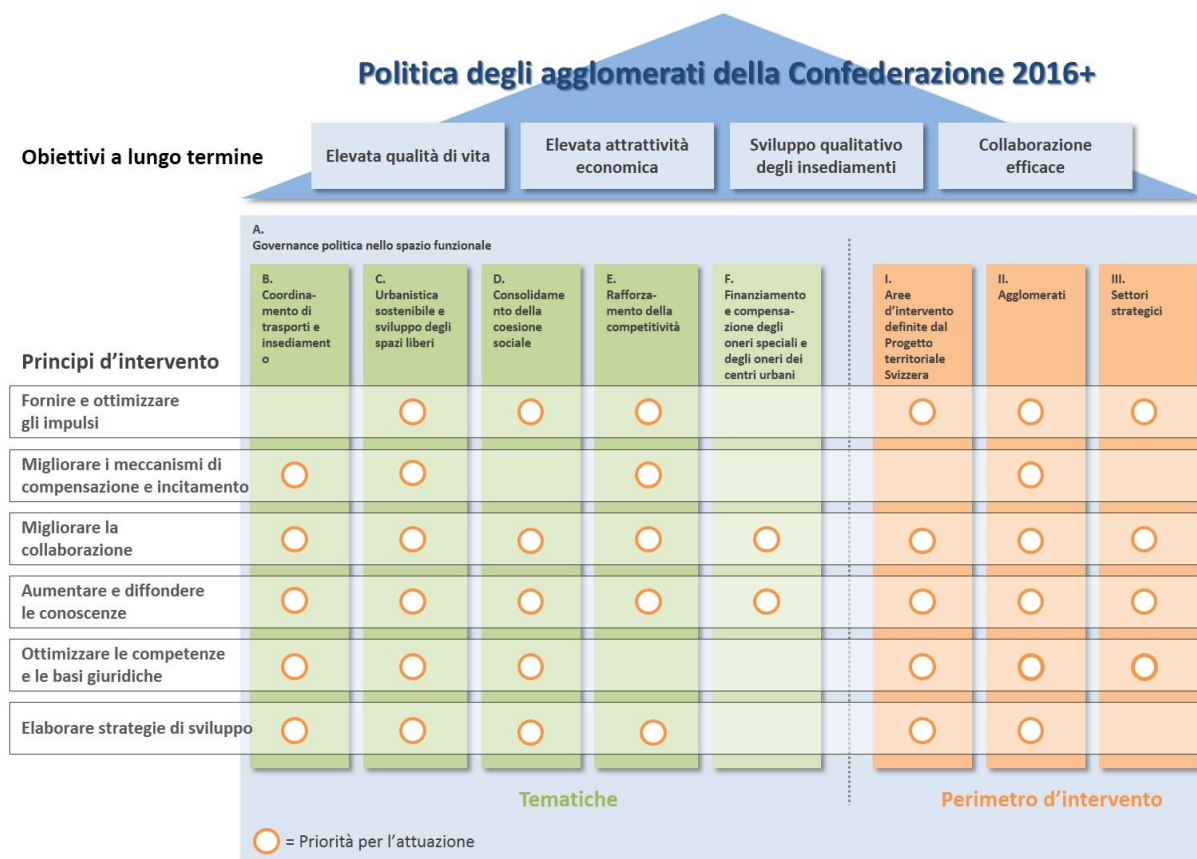 Politica degli agglomerati della Confederazione 2016+
Obiettivi a lungo termine
Elevata qualità di vita
Elevata attrattività
economica
Sviluppo qualitativo
degli insediamenti
Collaborazione
efficace
A.
Governance politica nello spazio funzionale
Principi d'intervento
B.
Coordina-
mento di
trasporti e
insediament
o
C.
Urbanistica
sostenibile e
sviluppo degli
spazi liberi
D.
Consolidame
nto della
coesione
sociale
E.
Rafforza-
mento della
competitività
F.
Finanziamento
e compensa-
zione degli
oneri speciali e
degli oneri dei
centri urbani
I.
Aree
d'intervento
definite dal
Progetto
territoriale
Svizzera
II.
Agglomerati
III.
Settori
strategici
Fornire e ottimizzare
gli impulsi
Migliorare i meccanismi di
compensazione e incitamento
Migliorare la
collaborazione
Aumentare e diffondere
le conoscenze
Ottimizzare le competenze
e le basi giuridiche
Elaborare strategie di sviluppo
Tematiche
Perimetro d'intervento
= Priorità per l'attuazione